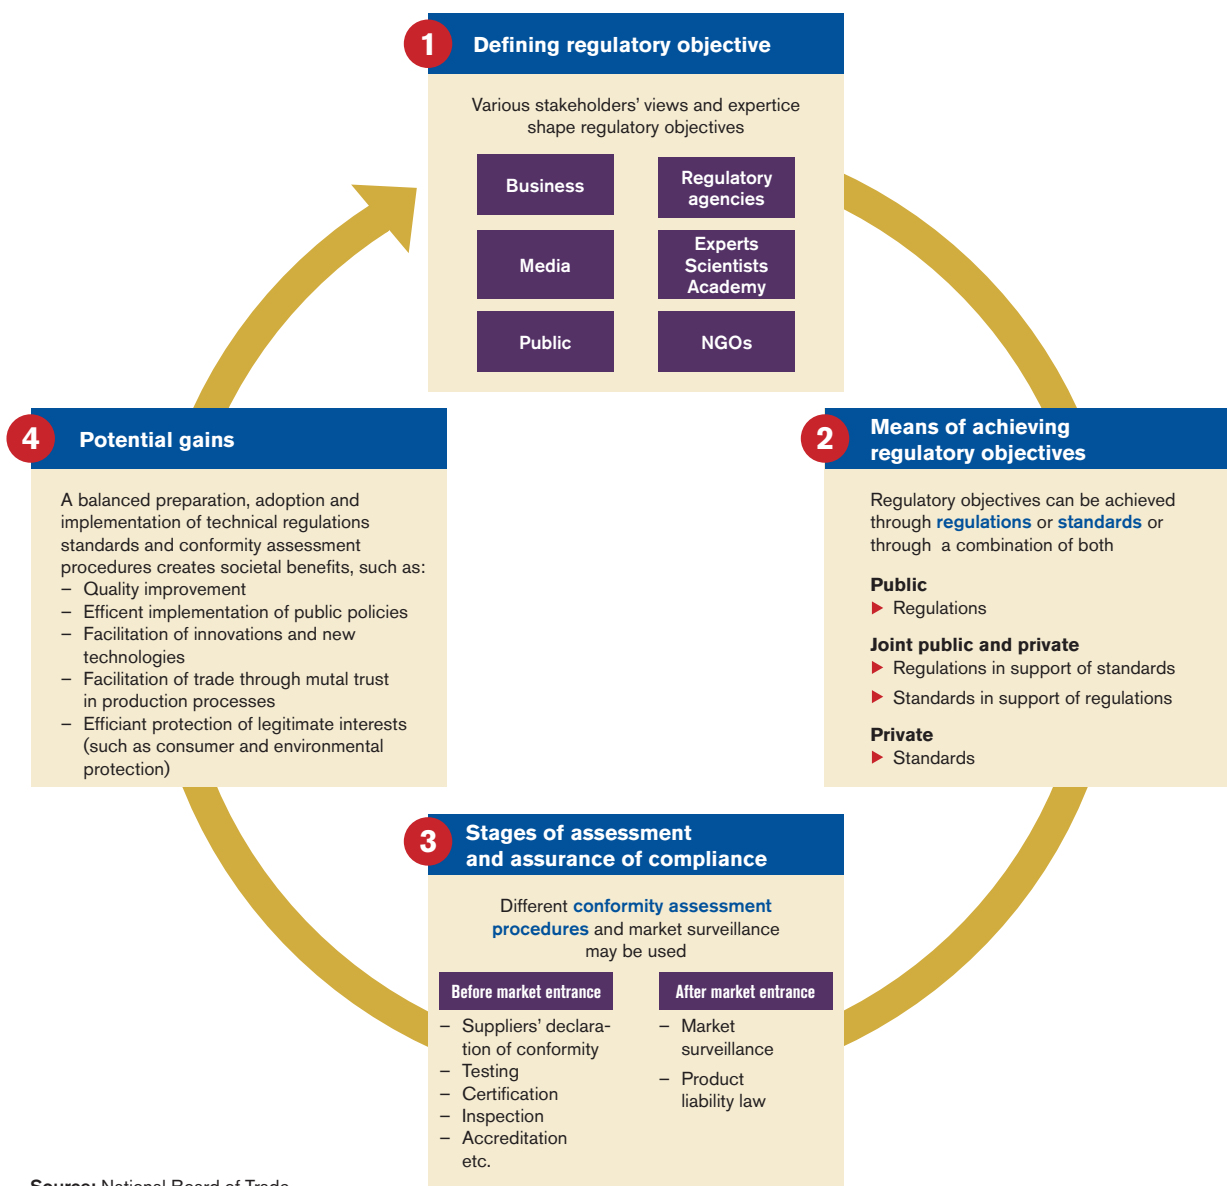 1
Defining regulatory objective
Various stakeholders’ views and expertice
shape regulatory objectives
Business
Regulatory
agencies
Media
Experts
Scientists
Academy
Public
NGOs
2
Means of achieving
regulatory objectives
Regulatory objectives can be achieved
through regulations or standards or
through a combination of both
Public
▶ Regulations
Joint public and private
▶ Regulations in support of standards
▶ Standards in support of regulations
Private
▶ Standards
3
Stages of assessment
and assurance of compliance
Different conformity assessment
procedures and market surveillance
may be used
Before market entrance
– Suppliers’ declara-
tion of conformity
– Testing
– Certification
– Inspection
– Accreditation
etc.
After market entrance
– Market
surveillance
– Product
liability law
4
Potential gains
A balanced preparation, adoption and
implementation of technical regulations
standards and conformity assessment
procedures creates societal benefits, such as:
– Quality improvement
– Efficent implementation of public policies
– Facilitation of innovations and new
technologies
– Facilitation of trade through mutal trust
in production processes
– Efficiant protection of legitimate interests
(such as consumer and environmental
protection)
Source: National Board of Trade